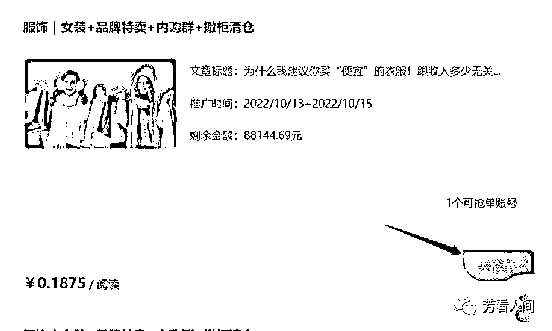 服饰 | 女装+品牌特卖+内购群+撤柜清仓
文章标题：为什么我建议你买“便宜”的衣服！跟收入多少无关...
推广时间：2022/10/13~2022/10/15
剩余金额：88144.69元
1个可抢单账号
￥0.1875 / 阅读
芳看人间